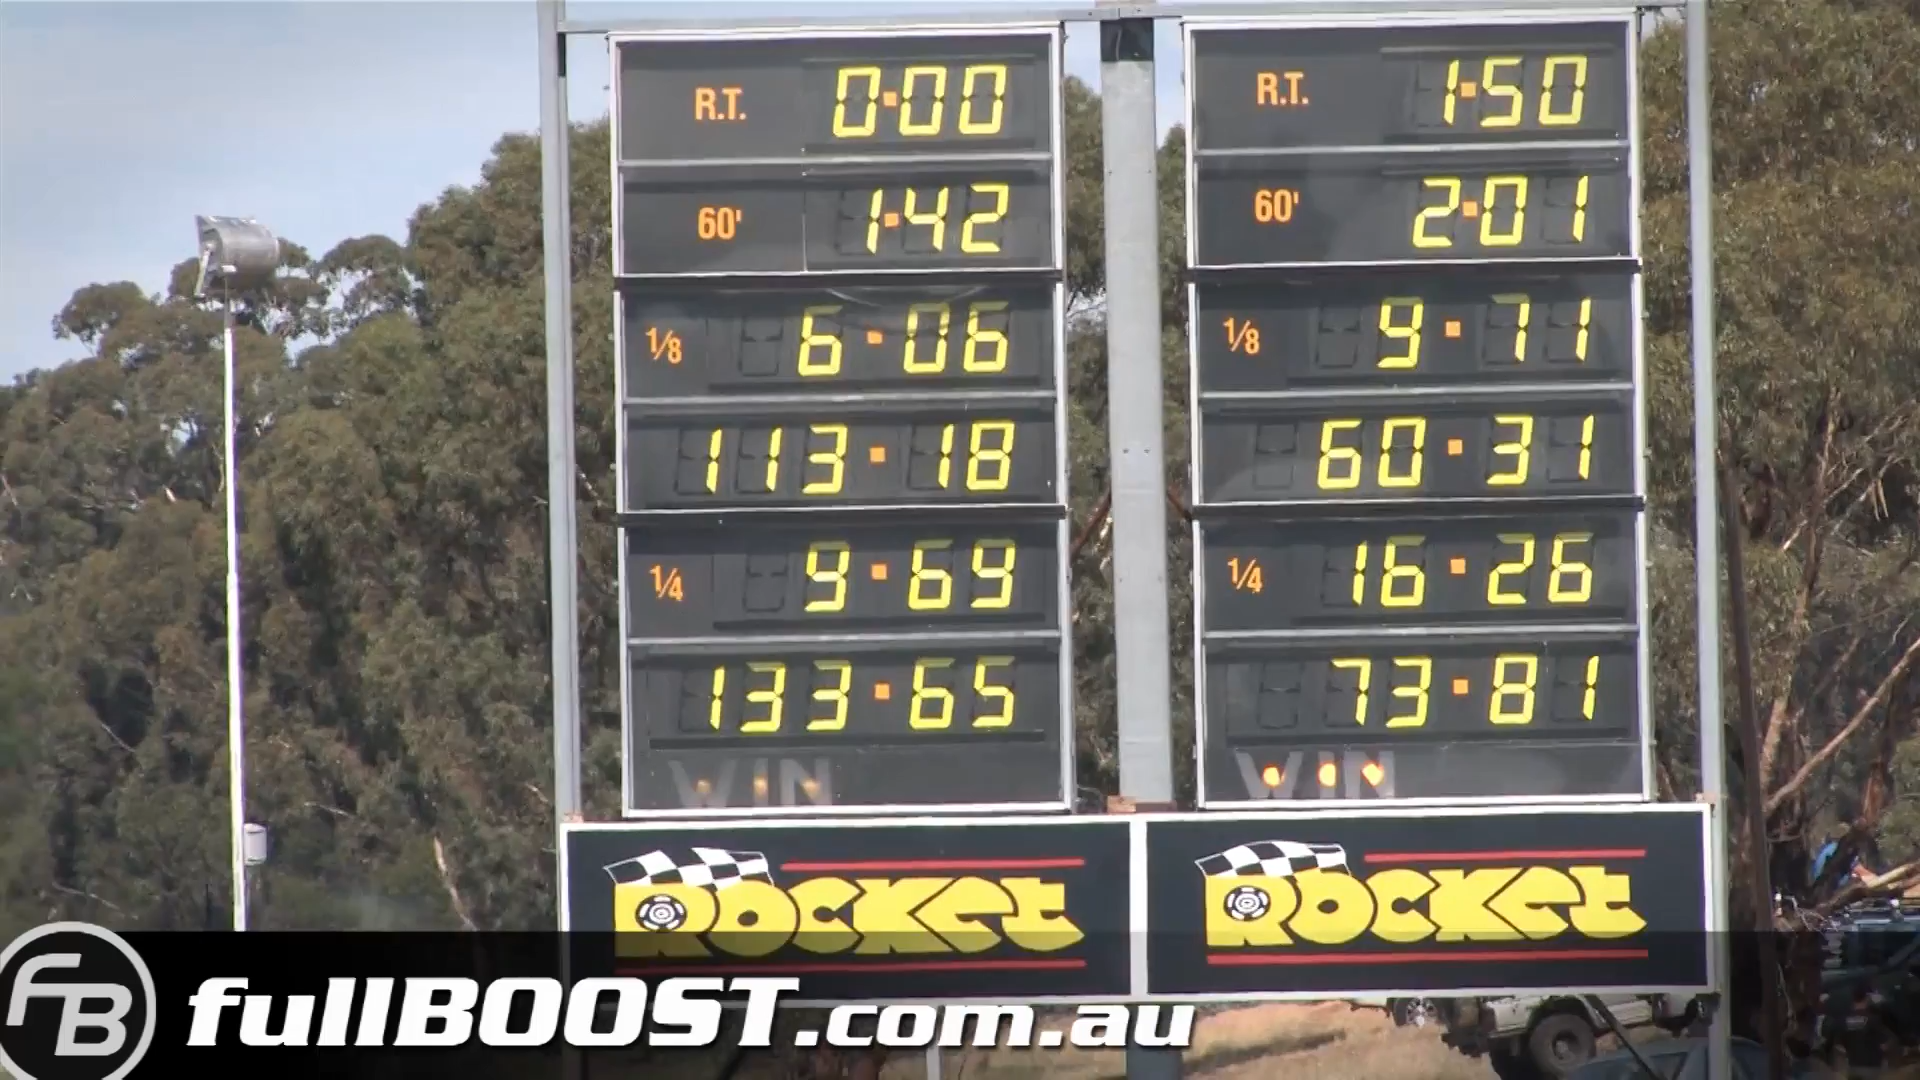 R.T. 0.00
60' 1.42
1/8 6.06
113.18
1/4 9.69
133.65
WIN
R.T. 1.50
60' 2.01
1/8 9.71
60.31
1/4 16.26
73.81
WIN
ROCKET
ROCKET
FB
fullBOOST.com.au